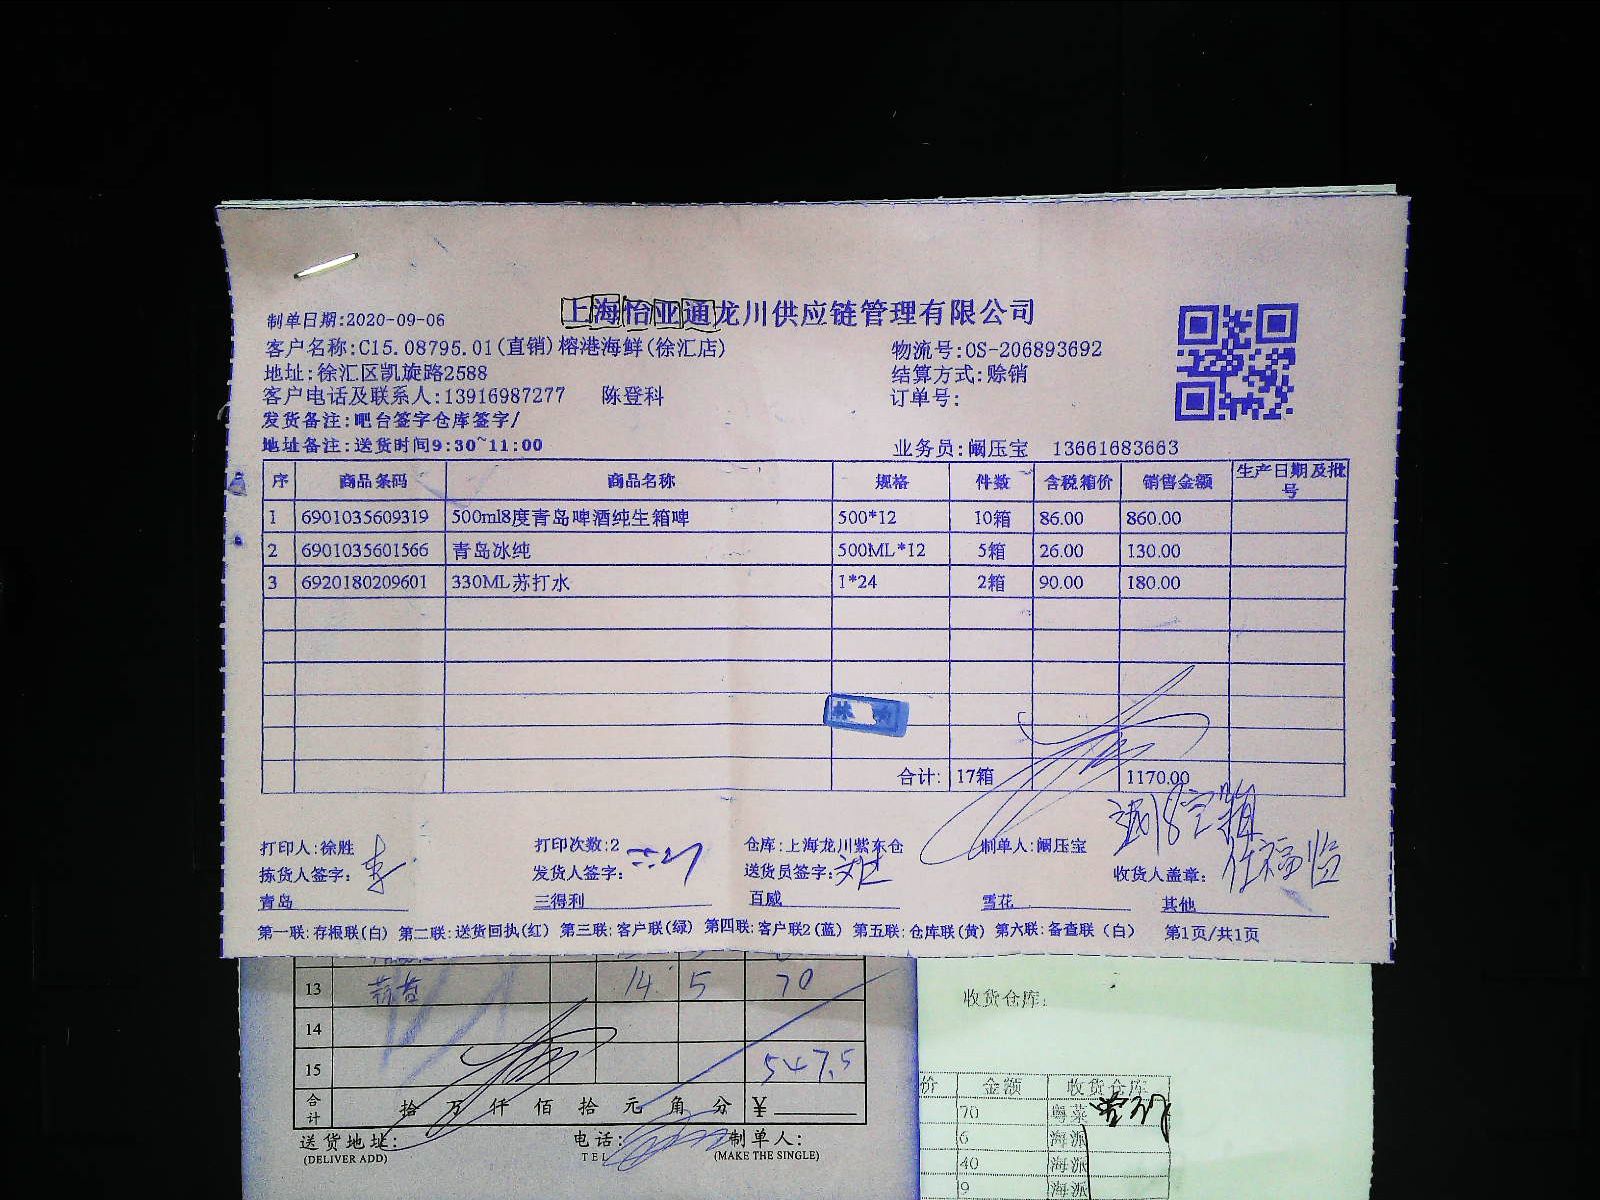 上海怡亚通龙川供应链管理有限公司
制单日期:2020-09-06
客户名称:C15.08795.01(直销)榕港海鲜(徐汇店) 物流号:OS-206893692
地址:徐汇区凯旋路2588 结算方式:赊销
客户电话及联系人:13916987277 陈登科 订单号:
发货备注:吧台签字仓库签字/
地址备注:送货时间9:30~11:00 业务员:阚压宝 13661683663
序 商品条码 商品名称 规格 件数 含税箱价 销售金额 生产日期及批号
1 6901035609319 500ml8度青岛啤酒纯生箱啤 500*12 10箱 86.00 860.00
2 6901035601566 青岛冰纯 500ML*12 5箱 26.00 130.00
3 6920180209601 330ML苏打水 1*24 2箱 90.00 180.00
合计: 17箱 1170.00
打印人:徐胜 打印次数:2 仓库:上海龙川紫东仓 制单人:阚压宝
拣货人签字: 发货人签字: 送货员签字: 收货人盖章:
青岛 三得利 百威 雪花 其他
第一联:存根联(白) 第二联:送货回执(红) 第三联:客户联(绿) 第四联:客户联2(蓝) 第五联:仓库联(黄) 第六联:备查联(白) 第1页/共1页
13 14 5 70
14
15 547.5
合计 拾 万 仟 佰 拾 元 角 分 ¥
送货地址: 电话: 制单人:
(DELIVER ADD) TEL (MAKE THE SINGLE)
收货仓库:
价 金额 收货仓库
70 粤菜
6 海派
40 海派
9 海派